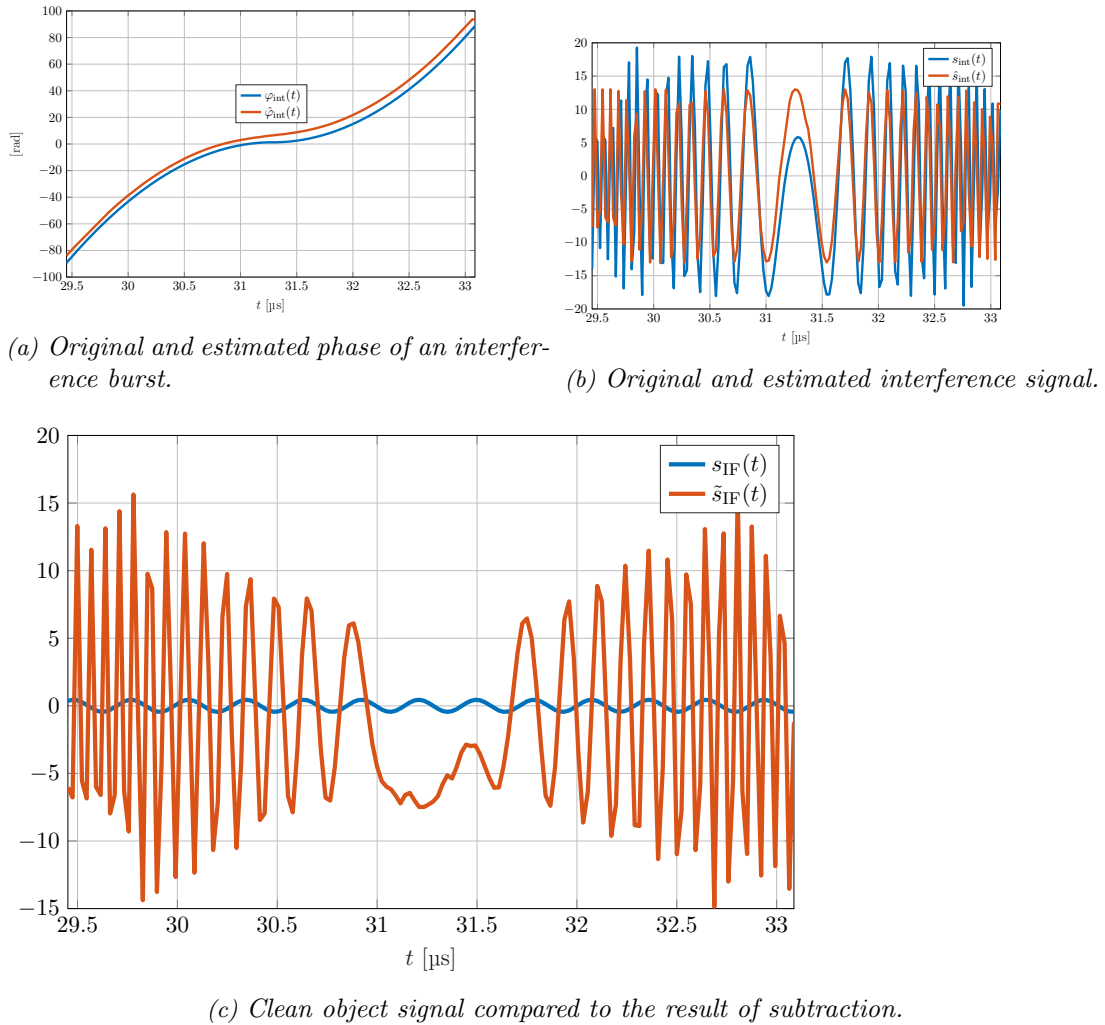 100
80
60
40
20
0
−20
−40
−60
−80
−100
[rad]
29.5 30 30.5 31 31.5 32 32.5 33
t [µs]
φint(t)
φ̂int(t)
(a) Original and estimated phase of an interfer-
ence burst.
20
15
10
5
0
−5
−10
−15
−20
29.5 30 30.5 31 31.5 32 32.5 33
t [µs]
sint(t)
ŝint(t)
(b) Original and estimated interference signal.
20
15
10
5
0
−5
−10
−15
29.5 30 30.5 31 31.5 32 32.5 33
t [µs]
sIF(t)
s̃IF(t)
(c) Clean object signal compared to the result of subtraction.